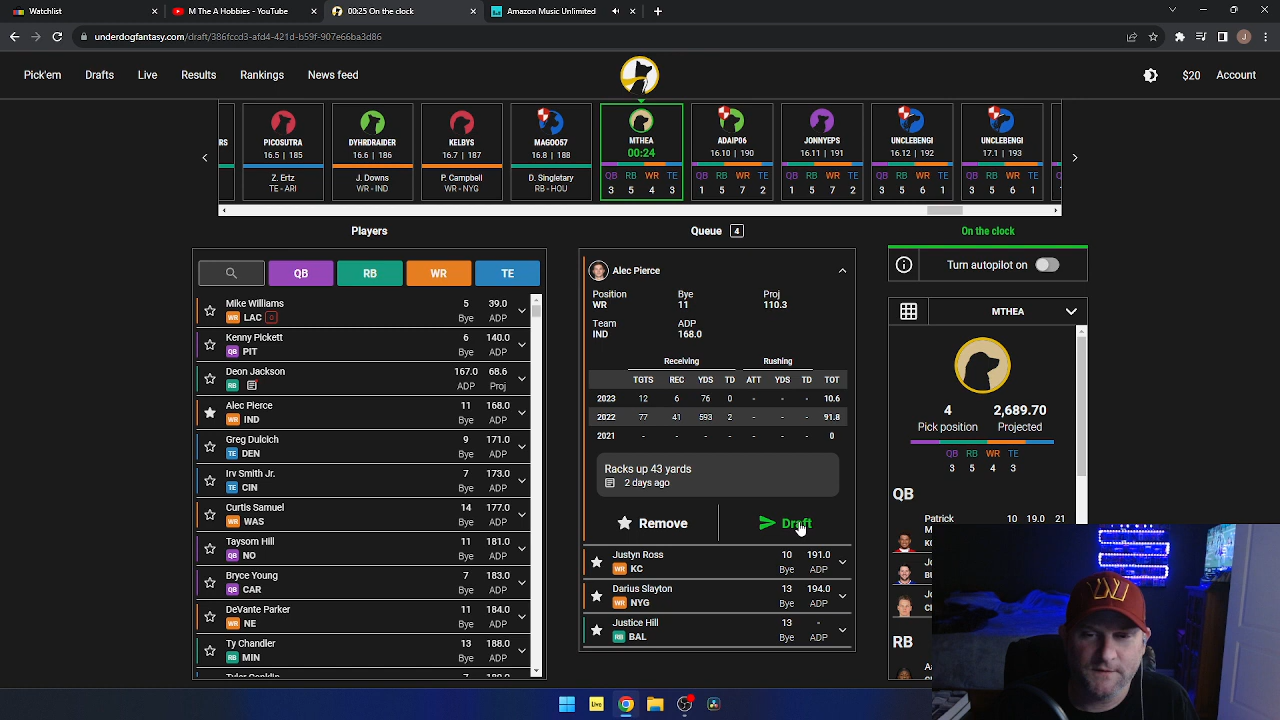 Watchlist
M The A Hobbies - YouTube
00:25 On the clock
Amazon Music Unlimited
underdogfantasy.com/draft/386fccd3-afd4-421d-b59f-907e66ba3d86
J
Pick'em Drafts Live Results Rankings News feed
$20 Account
RS
PICOSUTRA
16.5 | 185
Z. Ertz
TE - ARI
DYHRDRAIDER
16.6 | 186
J. Downs
WR - IND
KELBYS
16.7 | 187
P. Campbell
WR - NYG
MAGOO57
16.8 | 188
D. Singletary
RB - HOU
MTHEA
00:24
QB RB WR TE
3 5 4 3
ADAIP06
16.10 | 190
QB RB WR TE
1 5 7 2
JONNYEPS
16.11 | 191
QB RB WR TE
1 5 7 2
UNCLEBENGI
16.12 | 192
QB RB WR TE
3 5 6 1
UNCLEBENGI
17.1 | 193
QB RB WR TE
3 5 6 1
Players
QB RB WR TE
Mike Williams 5 39.0
WR LAC Bye ADP
Kenny Pickett 6 140.0
QB PIT Bye ADP
Deon Jackson 167.0 68.6
RB ADP Proj
Alec Pierce 11 168.0
WR IND Bye ADP
Greg Dulcich 9 171.0
TE DEN Bye ADP
Irv Smith Jr. 7 173.0
TE CIN Bye ADP
Curtis Samuel 14 177.0
WR WAS Bye ADP
Taysom Hill 11 181.0
QB NO Bye ADP
Bryce Young 7 183.0
QB CAR Bye ADP
DeVante Parker 11 184.0
WR NE Bye ADP
Ty Chandler 13 188.0
RB MIN Bye ADP
Queue 4
Alec Pierce
Position Bye Proj
WR 11 110.3
Team ADP
IND 168.0
Receiving Rushing
TGTS REC YDS TD ATT YDS TD TOT
2023 12 6 76 0 - - - 10.6
2022 77 41 593 2 - - - 91.8
2021 - - - - - - - 0
Racks up 43 yards
2 days ago
Remove
Draft
Justyn Ross 10 191.0
WR KC Bye ADP
Darius Slayton 13 194.0
WR NYG Bye ADP
Justice Hill 13 -
RB BAL Bye ADP
On the clock
Turn autopilot on
MTHEA
4 2,689.70
Pick position Projected
QB RB WR TE
3 5 4 3
QB
Patrick 10 19.0 21
RB
Live